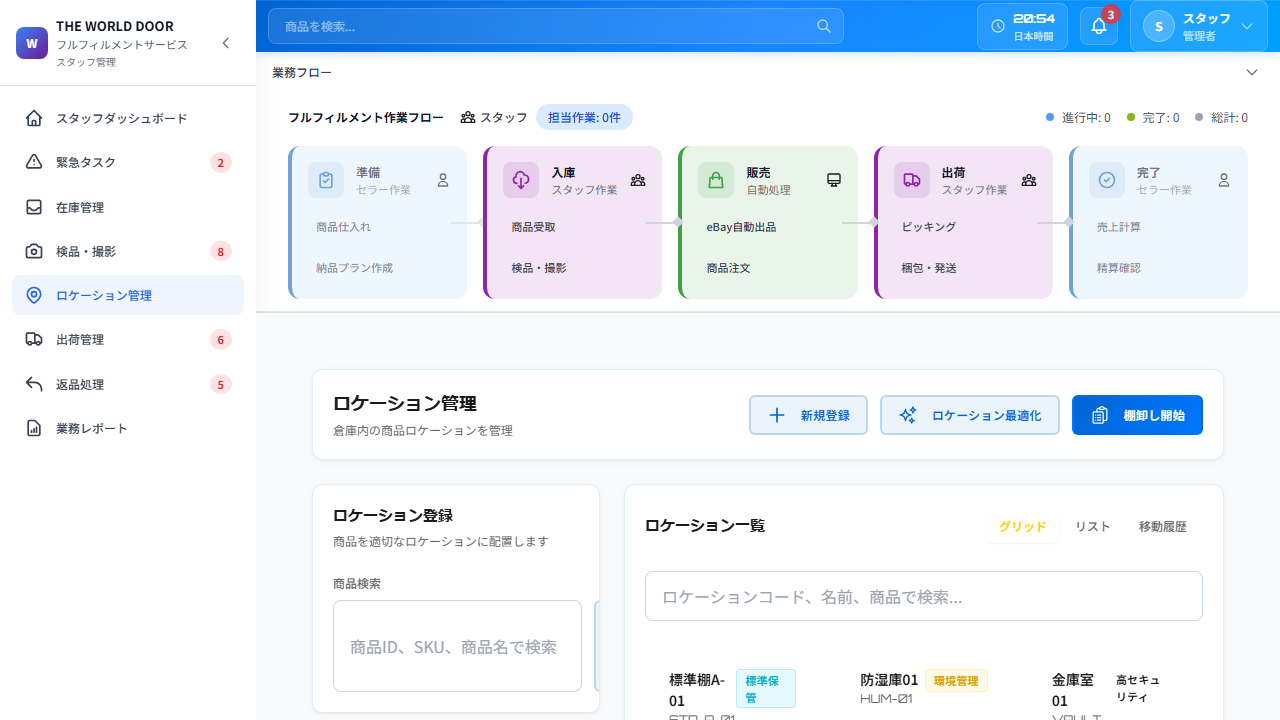 W
THE WORLD DOOR
フルフィルメントサービス
スタッフ管理
スタッフダッシュボード
緊急タスク
2
在庫管理
検品・撮影
8
ロケーション管理
出荷管理
6
返品処理
5
業務レポート
商品を検索...
20:54
日本時間
3
S
スタッフ
管理者
業務フロー
フルフィルメント作業フロー
スタッフ
担当作業: 0件
進行中: 0
完了: 0
総計: 0
準備
セラー作業
商品仕入れ
納品プラン作成
入庫
スタッフ作業
商品受取
検品・撮影
販売
自動処理
eBay自動出品
商品注文
出荷
スタッフ作業
ピッキング
梱包・発送
完了
セラー作業
売上計算
精算確認
ロケーション管理
倉庫内の商品ロケーションを管理
新規登録
ロケーション最適化
棚卸し開始
ロケーション登録
商品を適切なロケーションに配置します
商品検索
商品ID、SKU、商品名で検索
ロケーション一覧
グリッド
リスト
移動履歴
ロケーションコード、名前、商品で検索...
標準棚A-
01
標準保
管
STD-A-01
防湿庫01
環境管理
HUM-01
金庫室
01
高セキュ
リティ
VAULT